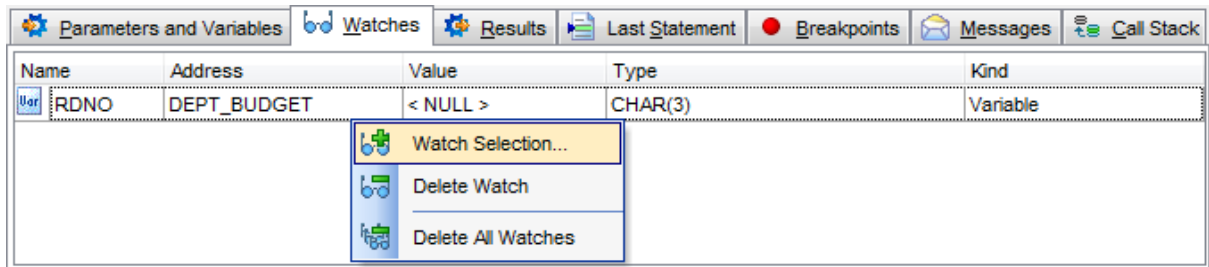 Parameters and Variables Watches Results Last Statement Breakpoints Messages Call Stack
Name Address Value Type Kind
Var RDNO DEPT_BUDGET < NULL > CHAR(3) Variable
Watch Selection...
Delete Watch
Delete All Watches